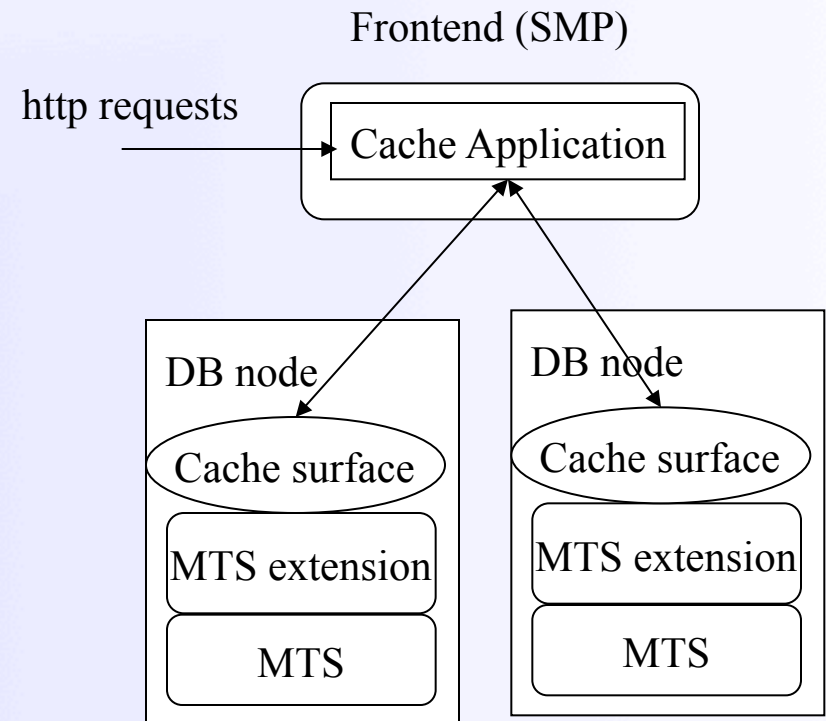 Frontend (SMP)
http requests
Cache Application
DB node
Cache surface
MTS extension
MTS
DB node
Cache surface
MTS extension
MTS